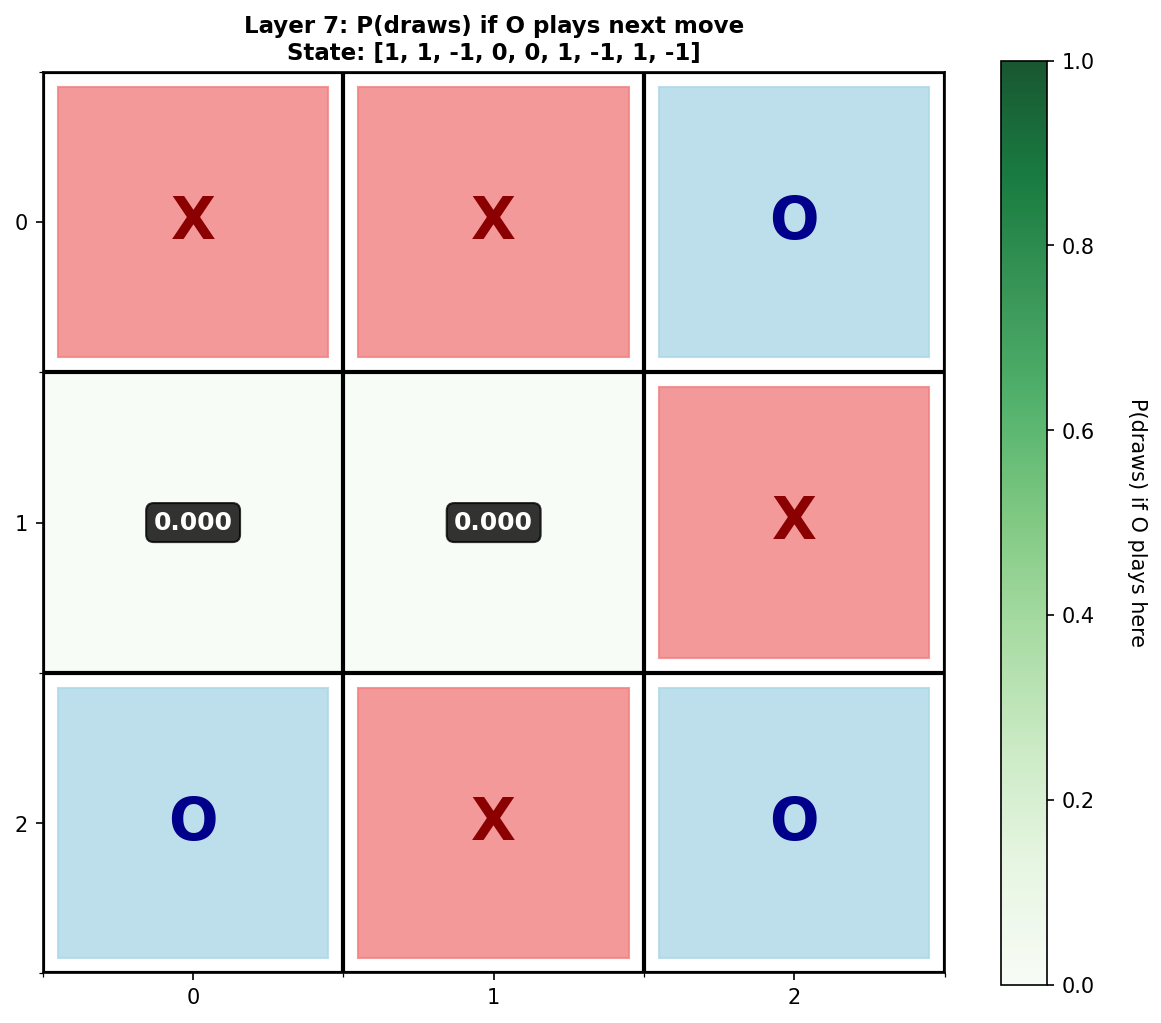 Layer 7: P(draws) if O plays next move
State: [1, 1, -1, 0, 0, 1, -1, 1, -1]
0
X
X
O
1
0.000
0.000
X
2
O
X
O
0
1
2
1.0
0.8
0.6
0.4
0.2
0.0
P(draws) if O plays here